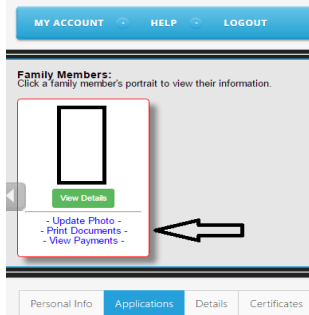 MY ACCOUNT HELP LOGOUT
Family Members:
Click a family member's portrait to view their information.
View Details
- Update Photo -
- Print Documents -
- View Payments -
Personal Info Applications Details Certificates